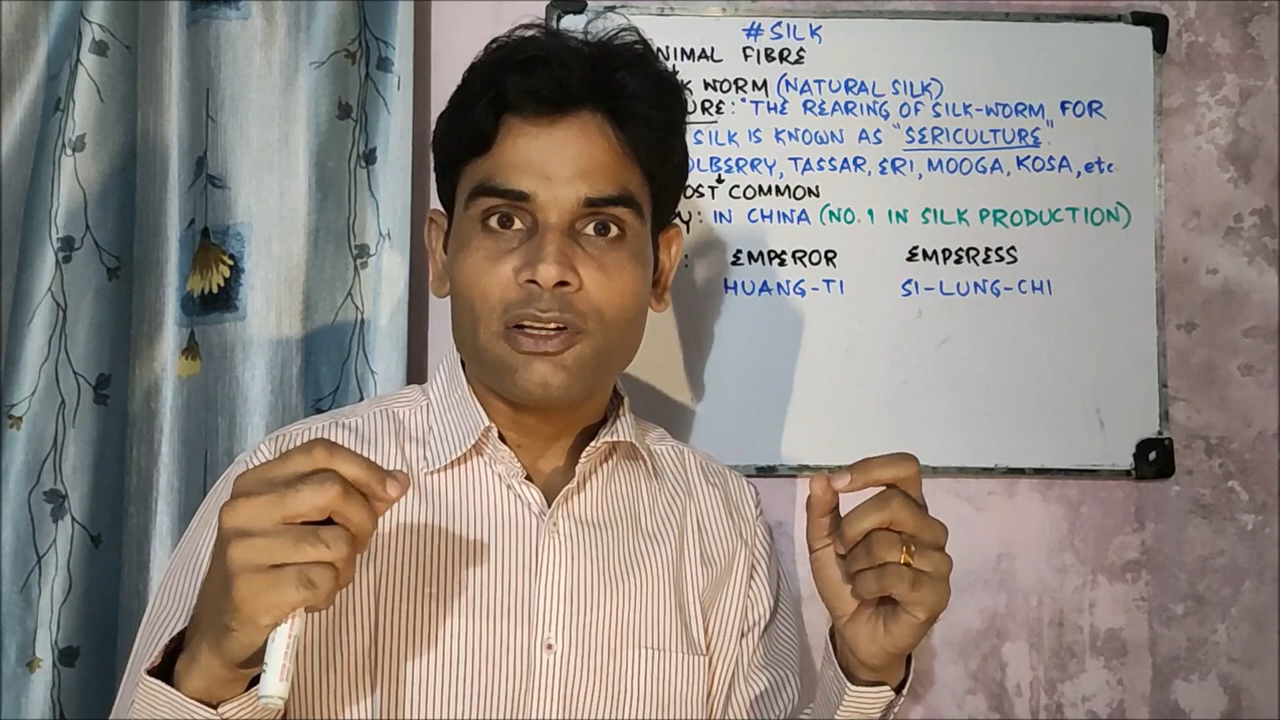 #SILK
NIMAL FIBRE
K WORM (NATURAL SILK)
URE: "THE REARING OF SILK-WORM FOR
SILK IS KNOWN AS "SERICULTURE".
LBERRY, TASSAR, ERI, MOOGA, KOSA, etc
OST COMMON
Y: IN CHINA (NO.1 IN SILK PRODUCTION)
: EMPEROR EMPERESS
HUANG-TI SI-LUNG-CHI